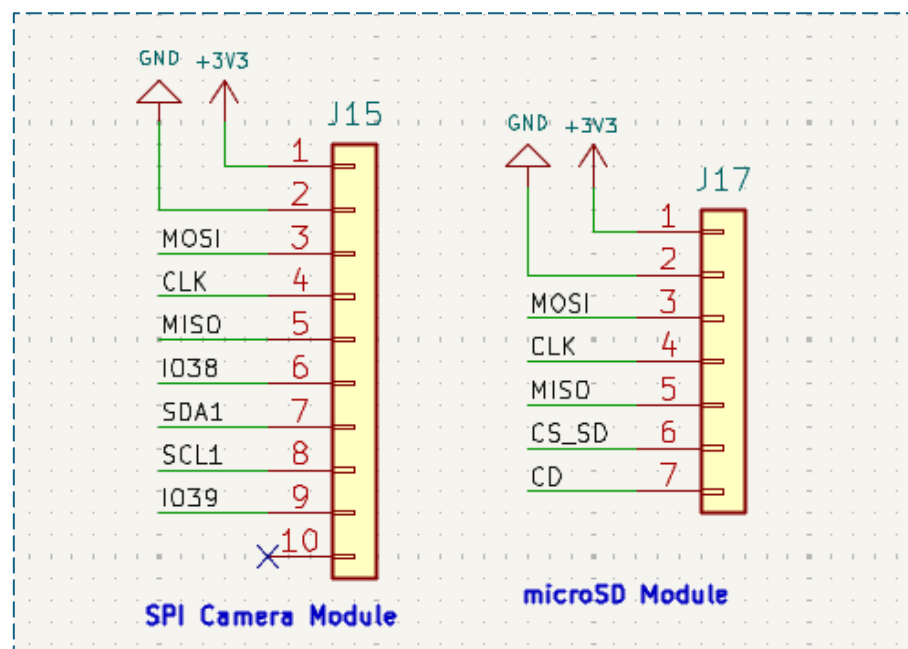 GND +3V3
J15
1
2
MOSI 3
CLK 4
MISO 5
IO38 6
SDA1 7
SCL1 8
IO39 9
10
SPI Camera Module
GND +3V3
J17
1
2
MOSI 3
CLK 4
MISO 5
CS_SD 6
CD 7
microSD Module